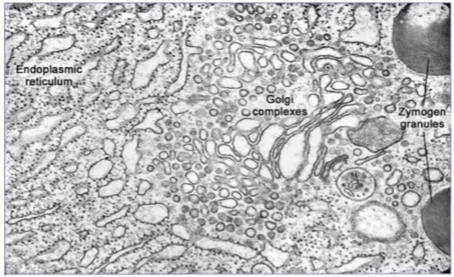 Endoplasmic
reticulum
Golgi
complexes
Zymogen
granules